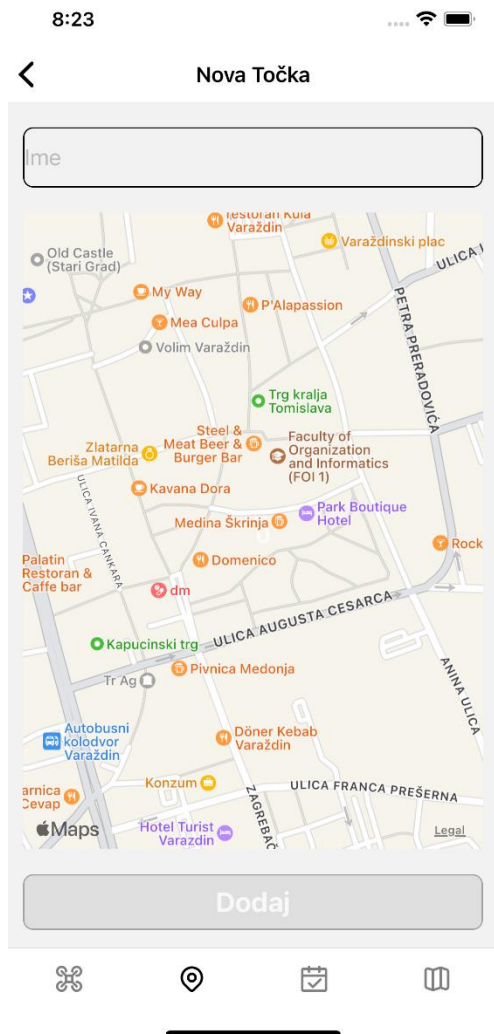 8:23
Nova Točka
Ime
restoran Kula
Varaždin
Varaždinski plac
Old Castle
(Stari Grad)
ULICA
My Way
P'Alapassion
PETRA PRERADOVIĆA
Mea Culpa
Volim Varaždin
Trg kralja
Tomislava
Steel &
Meat Beer &
Burger Bar
Faculty of
Organization
and Informatics
(FOI 1)
Zlatarna
Beriša Matilda
Kavana Dora
ULICA IVANA CANKARA
Park Boutique
Hotel
Medina Škrinja
Rock
Palatin
Restoran &
Caffe bar
Domenico
dm
ULICA AUGUSTA CESARCA
Kapucinski trg
Pivnica Medonja
Tr Ag
ANINA ULICA
Autobusni
kolodvor
Varaždin
Döner Kebab
Varaždin
Konzum
ULICA FRANCA PREŠERNA
arnica
Cevap
ZAGREBAČ
Maps
Hotel Turist
Varazdin
Legal
Dodaj